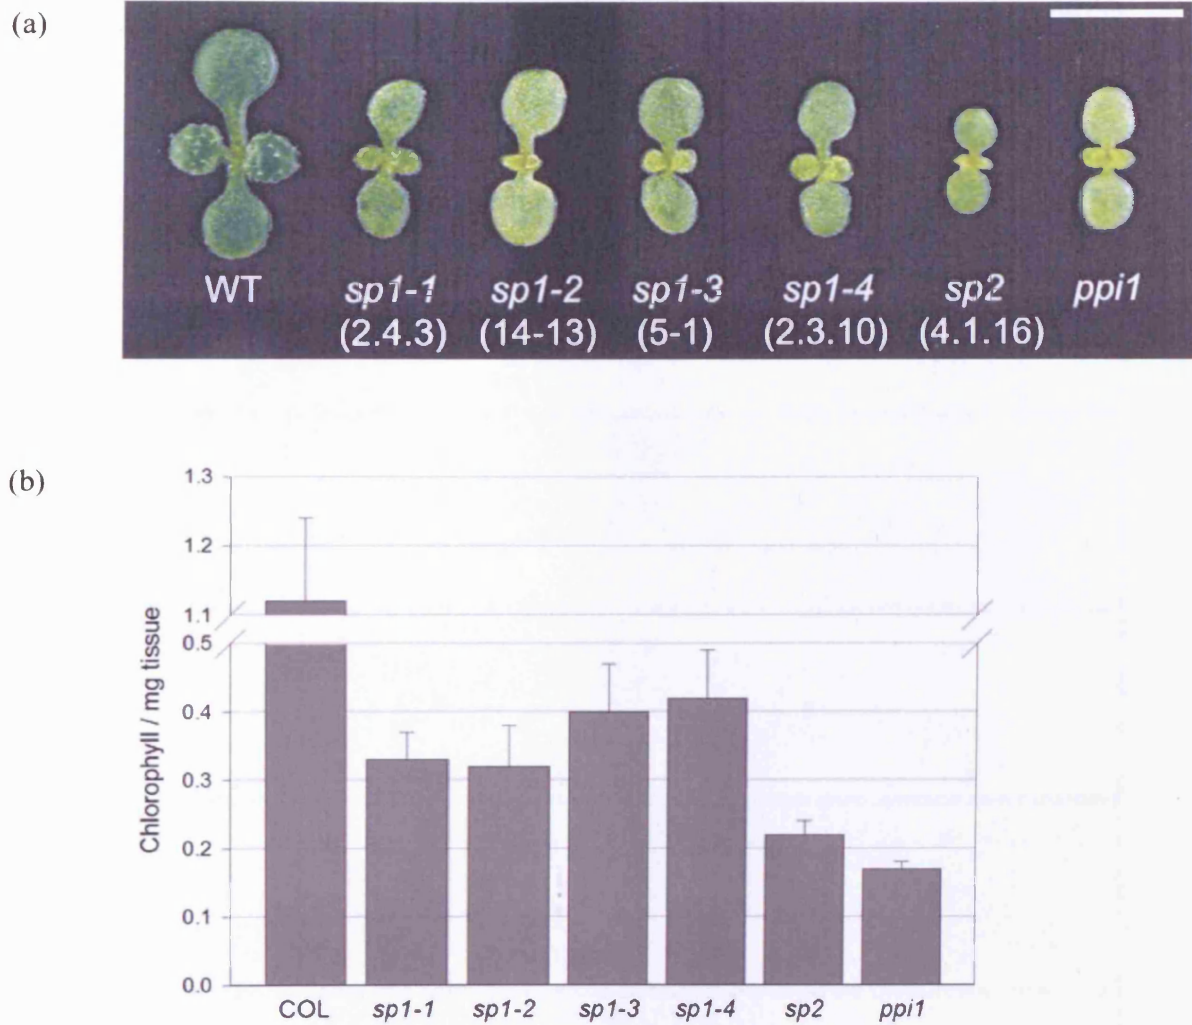 (a)
WT sp1-1 sp1-2 sp1-3 sp1-4 sp2 ppi1
(2.4.3) (14-13) (5-1) (2.3.10) (4.1.16)
(b)
Chlorophyll / mg tissue
1.3
1.2
1.1
0.5
0.4
0.3
0.2
0.1
0.0
COL sp1-1 sp1-2 sp1-3 sp1-4 sp2 ppi1